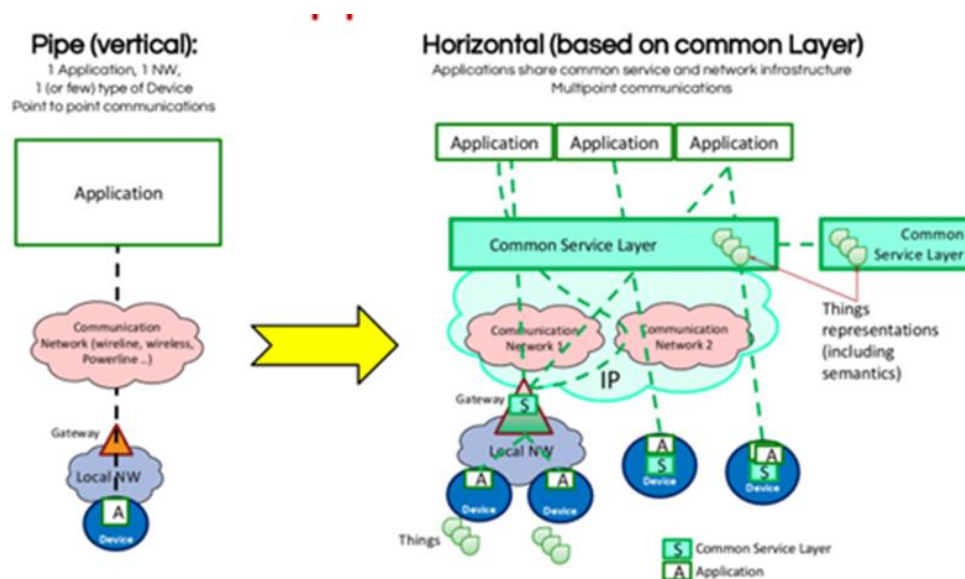 Pipe (vertical):
1 Application, 1 NW,
1 (or few) type of Device
Point to point communications
Application
Communication
Network (wireline, wireless,
Powerline ..)
Gateway
Local NW
A
Device
Horizontal (based on common Layer)
Applications share common service and network infrastructure
Multipoint communications
Application
Application
Application
Common Service Layer
Common
Service Layer
Communication
Network 1
Communication
Network 2
IP
Things
representations
(including
semantics)
Gateway
S
Local NW
A
Device
A
Device
A
S
Device
A
S
Device
Things
S Common Service Layer
A Application